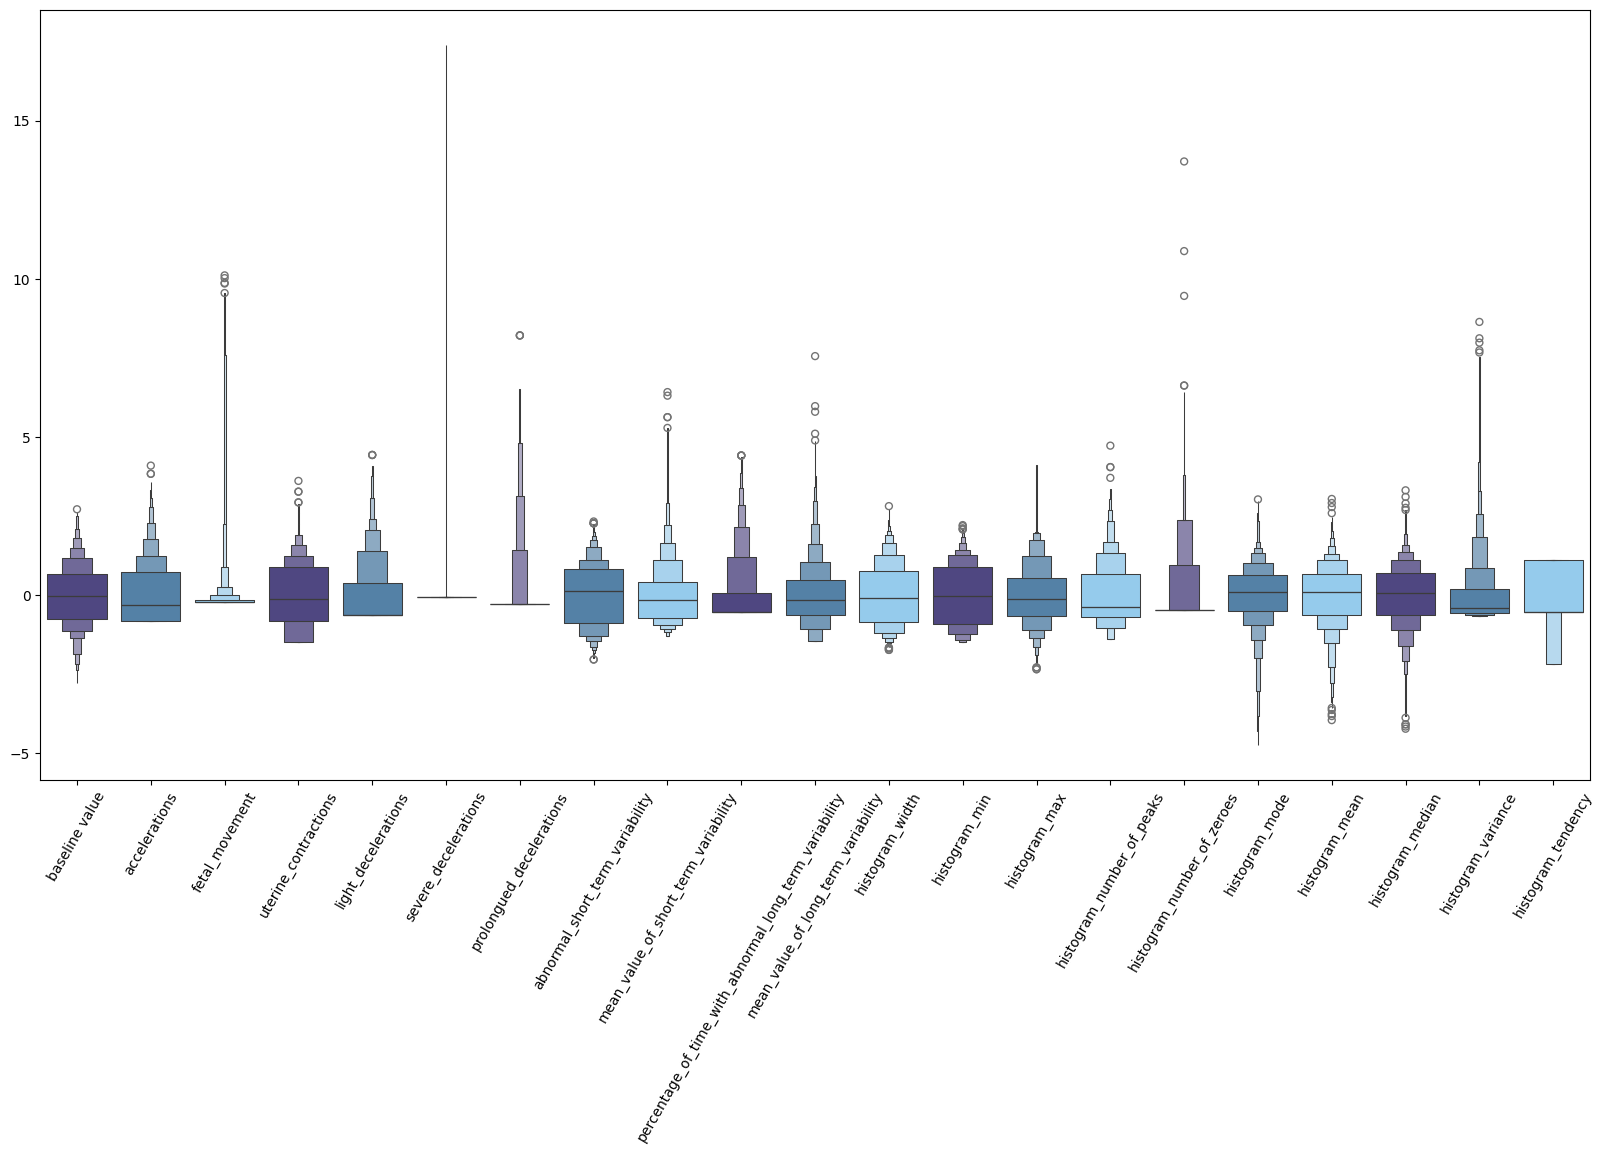 15
10
5
0
−5
baseline value
accelerations
fetal_movement
uterine_contractions
light_decelerations
severe_decelerations
prolongued_decelerations
abnormal_short_term_variability
mean_value_of_short_term_variability
percentage_of_time_with_abnormal_long_term_variability
mean_value_of_long_term_variability
histogram_width
histogram_min
histogram_max
histogram_number_of_peaks
histogram_number_of_zeroes
histogram_mode
histogram_mean
histogram_median
histogram_variance
histogram_tendency